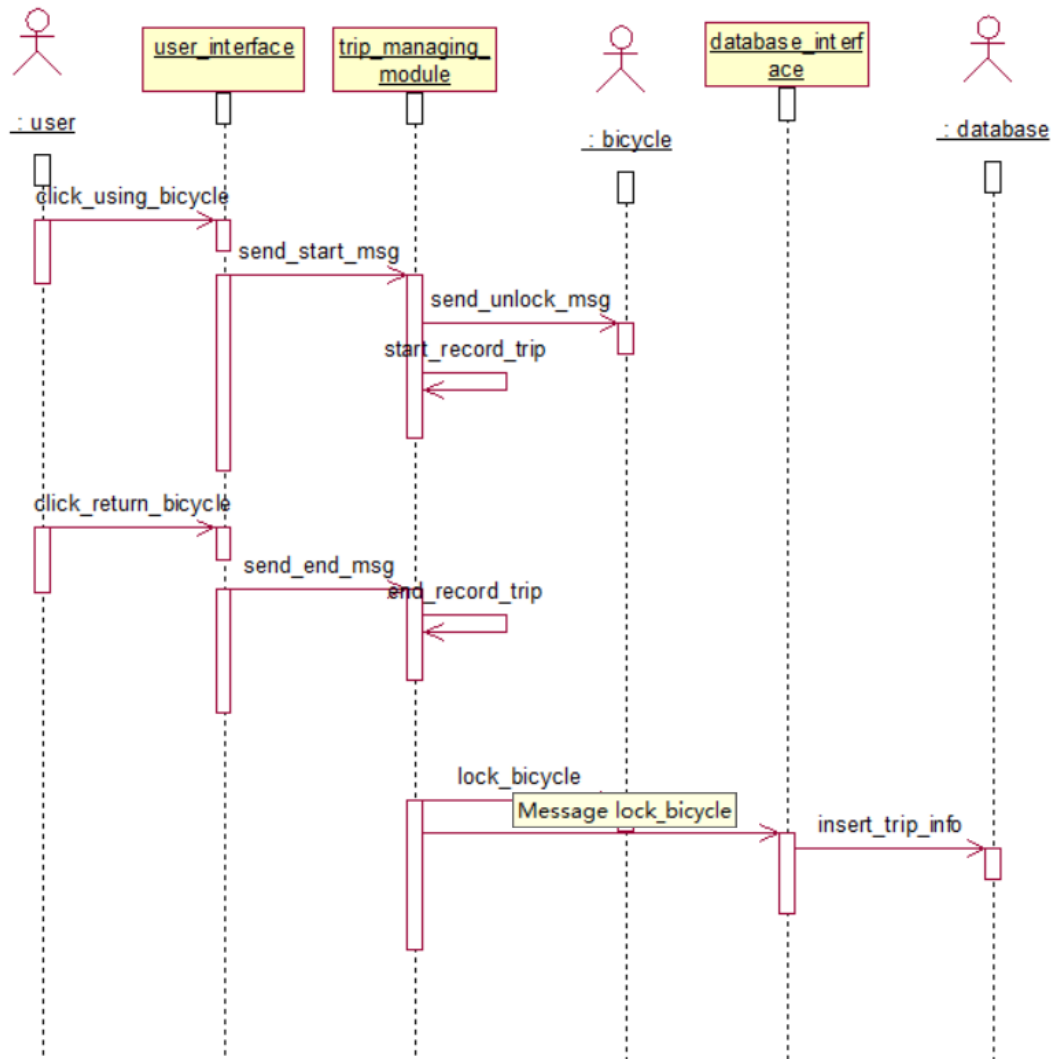 user_interface
trip_managing_
module
database_interf
ace
: user
: bicycle
: database
click_using_bicycle
send_start_msg
send_unlock_msg
start_record_trip
click_return_bicycle
send_end_msg
end_record_trip
lock_bicycle
Message lock_bicycle
insert_trip_info